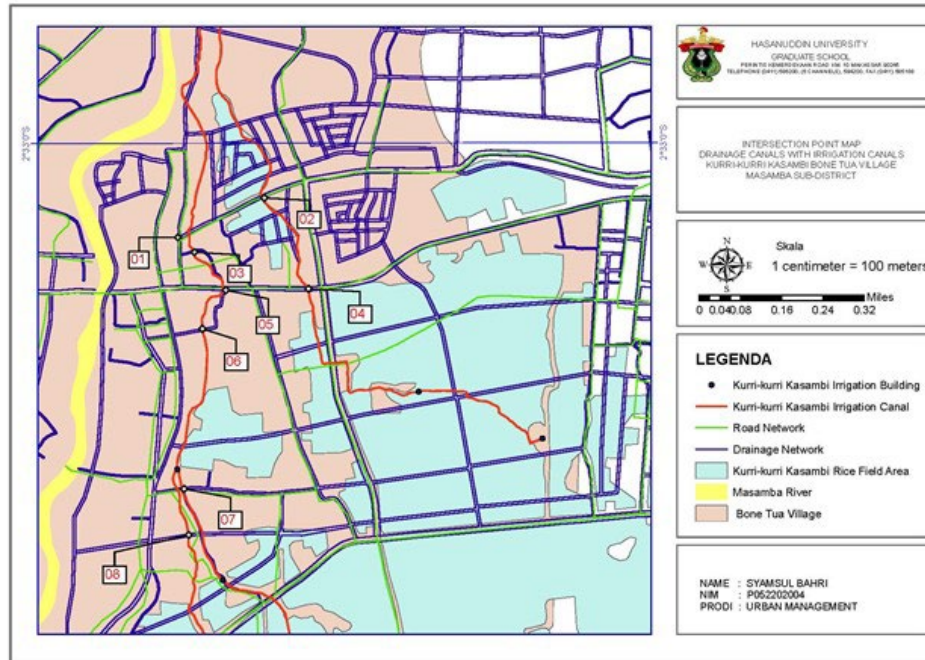 HASANUDDIN UNIVERSITY
GRADUATE SCHOOL
2°33'0"S
2°33'0"S
INTERSECTION POINT MAP
DRAINAGE CANALS WITH IRRIGATION CANALS
KURRI-KURRI KASAMBI BONE TUA VILLAGE
MASAMBA SUB-DISTRICT
01
02
03
04
05
06
07
08
N
W
E
S
Skala
1 centimeter = 100 meters
Miles
0 0.04 0.08 0.16 0.24 0.32
LEGENDA
Kurri-kurri Kasambi Irrigation Building
Kurri-kurri Kasambi Irrigation Canal
Road Network
Drainage Network
Kurri-kurri Kasambi Rice Field Area
Masamba River
Bone Tua Village
NAME : SYAMSUL BAHRI
NIM : P052202004
PRODI : URBAN MANAGEMENT